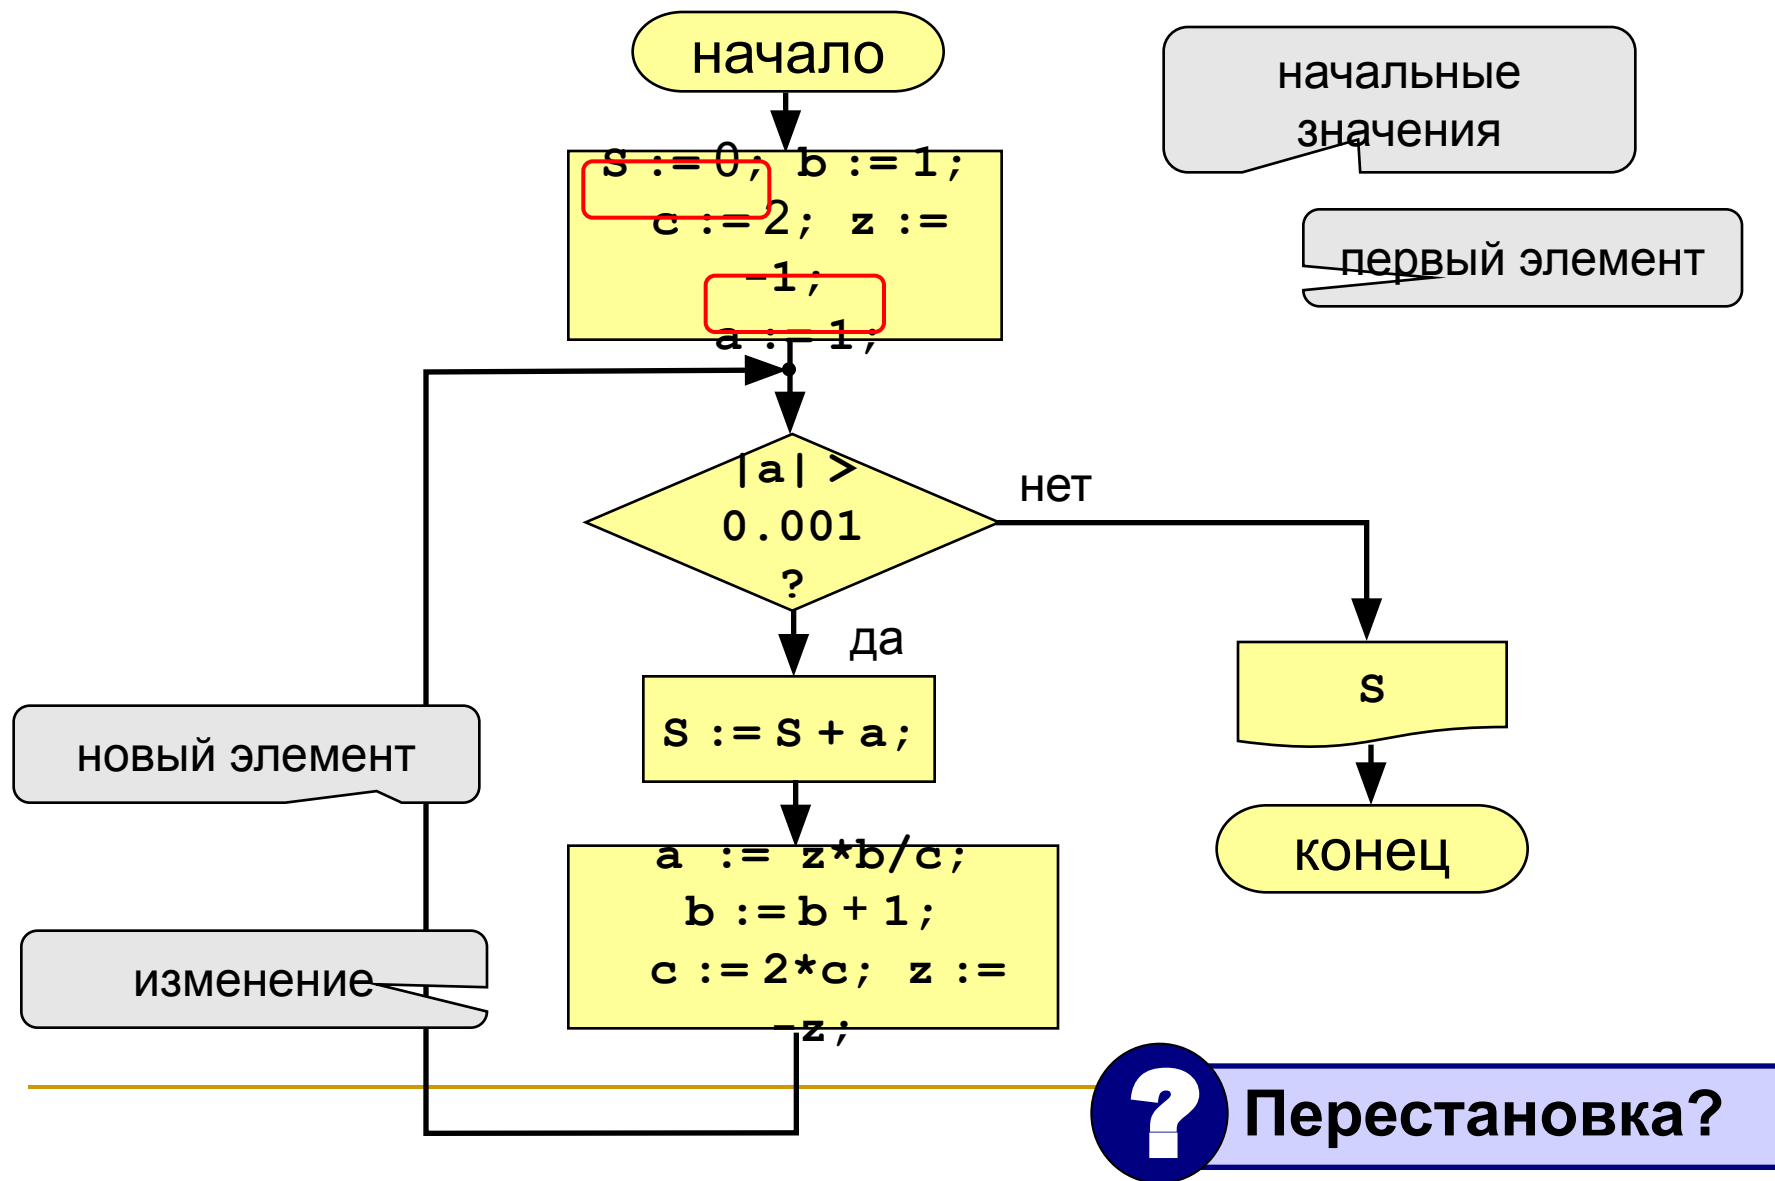 начало
начальные
значения
S := 0; b := 1;
c := 2; z :=
-1;
a := 1;
первый элемент
|a| >
0.001
?
нет
да
S := S + a;
S
новый элемент
a := z*b/c;
b := b + 1;
c := 2*c; z :=
-z;
конец
изменение
? Перестановка?